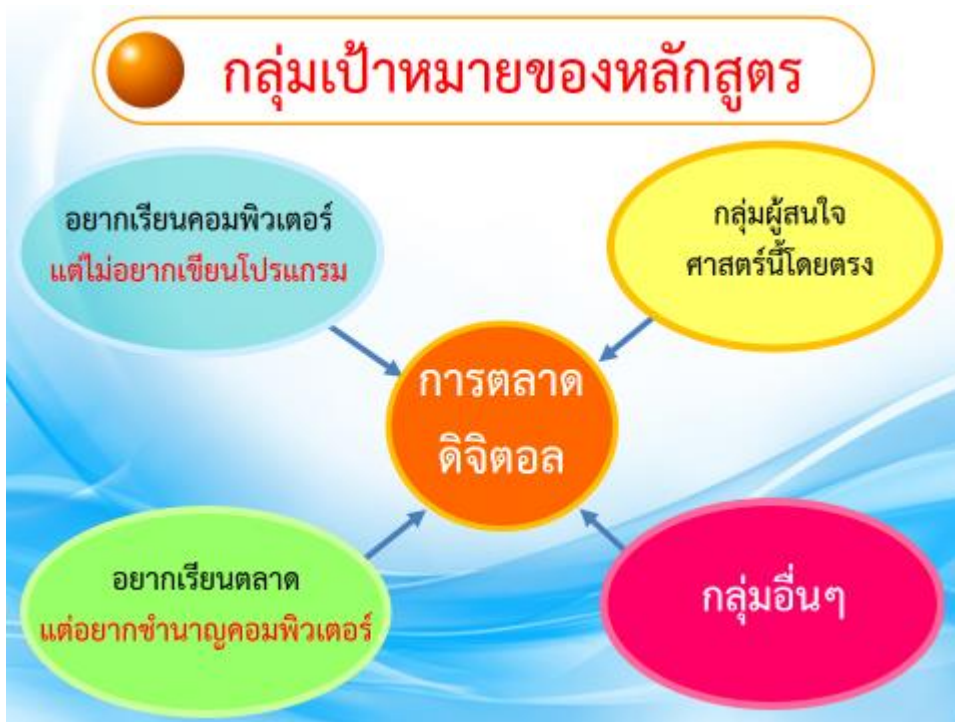 กลุ่มเป้าหมายของหลักสูตร
อยากเรียนคอมพิวเตอร์
แต่ไม่อยากเขียนโปรแกรม
กลุ่มผู้สนใจ
ศาสตร์นี้โดยตรง
การตลาด
ดิจิตอล
อยากเรียนตลาด
แต่อยากชำนาญคอมพิวเตอร์
กลุ่มอื่นๆ